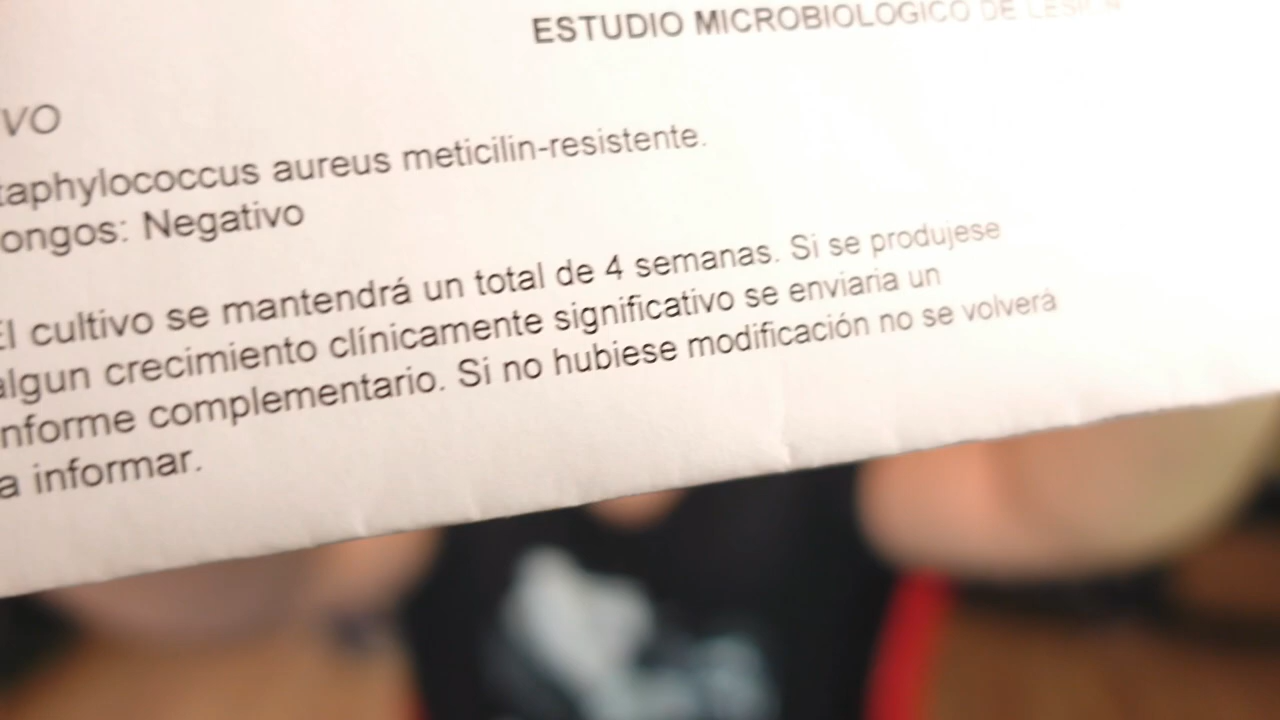 ESTUDIO MICROBIOLOGICO DE
VO
taphylococcus aureus meticilin-resistente.
ongos: Negativo
El cultivo se mantendrá un total de 4 semanas. Si se produjese
algun crecimiento clínicamente significativo se enviaria un
nforme complementario. Si no hubiese modificación no se volverá
a informar.